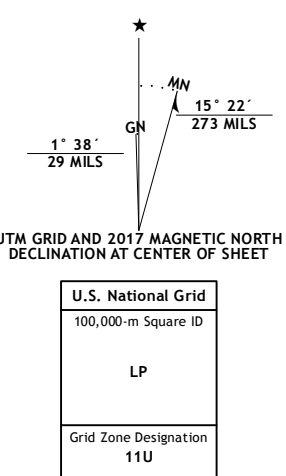 ★
MN
GN
15° 22´
273 MILS
1° 38´
29 MILS
UTM GRID AND 2017 MAGNETIC NORTH
DECLINATION AT CENTER OF SHEET
U.S. National Grid
100,000-m Square ID
LP
Grid Zone Designation
11U